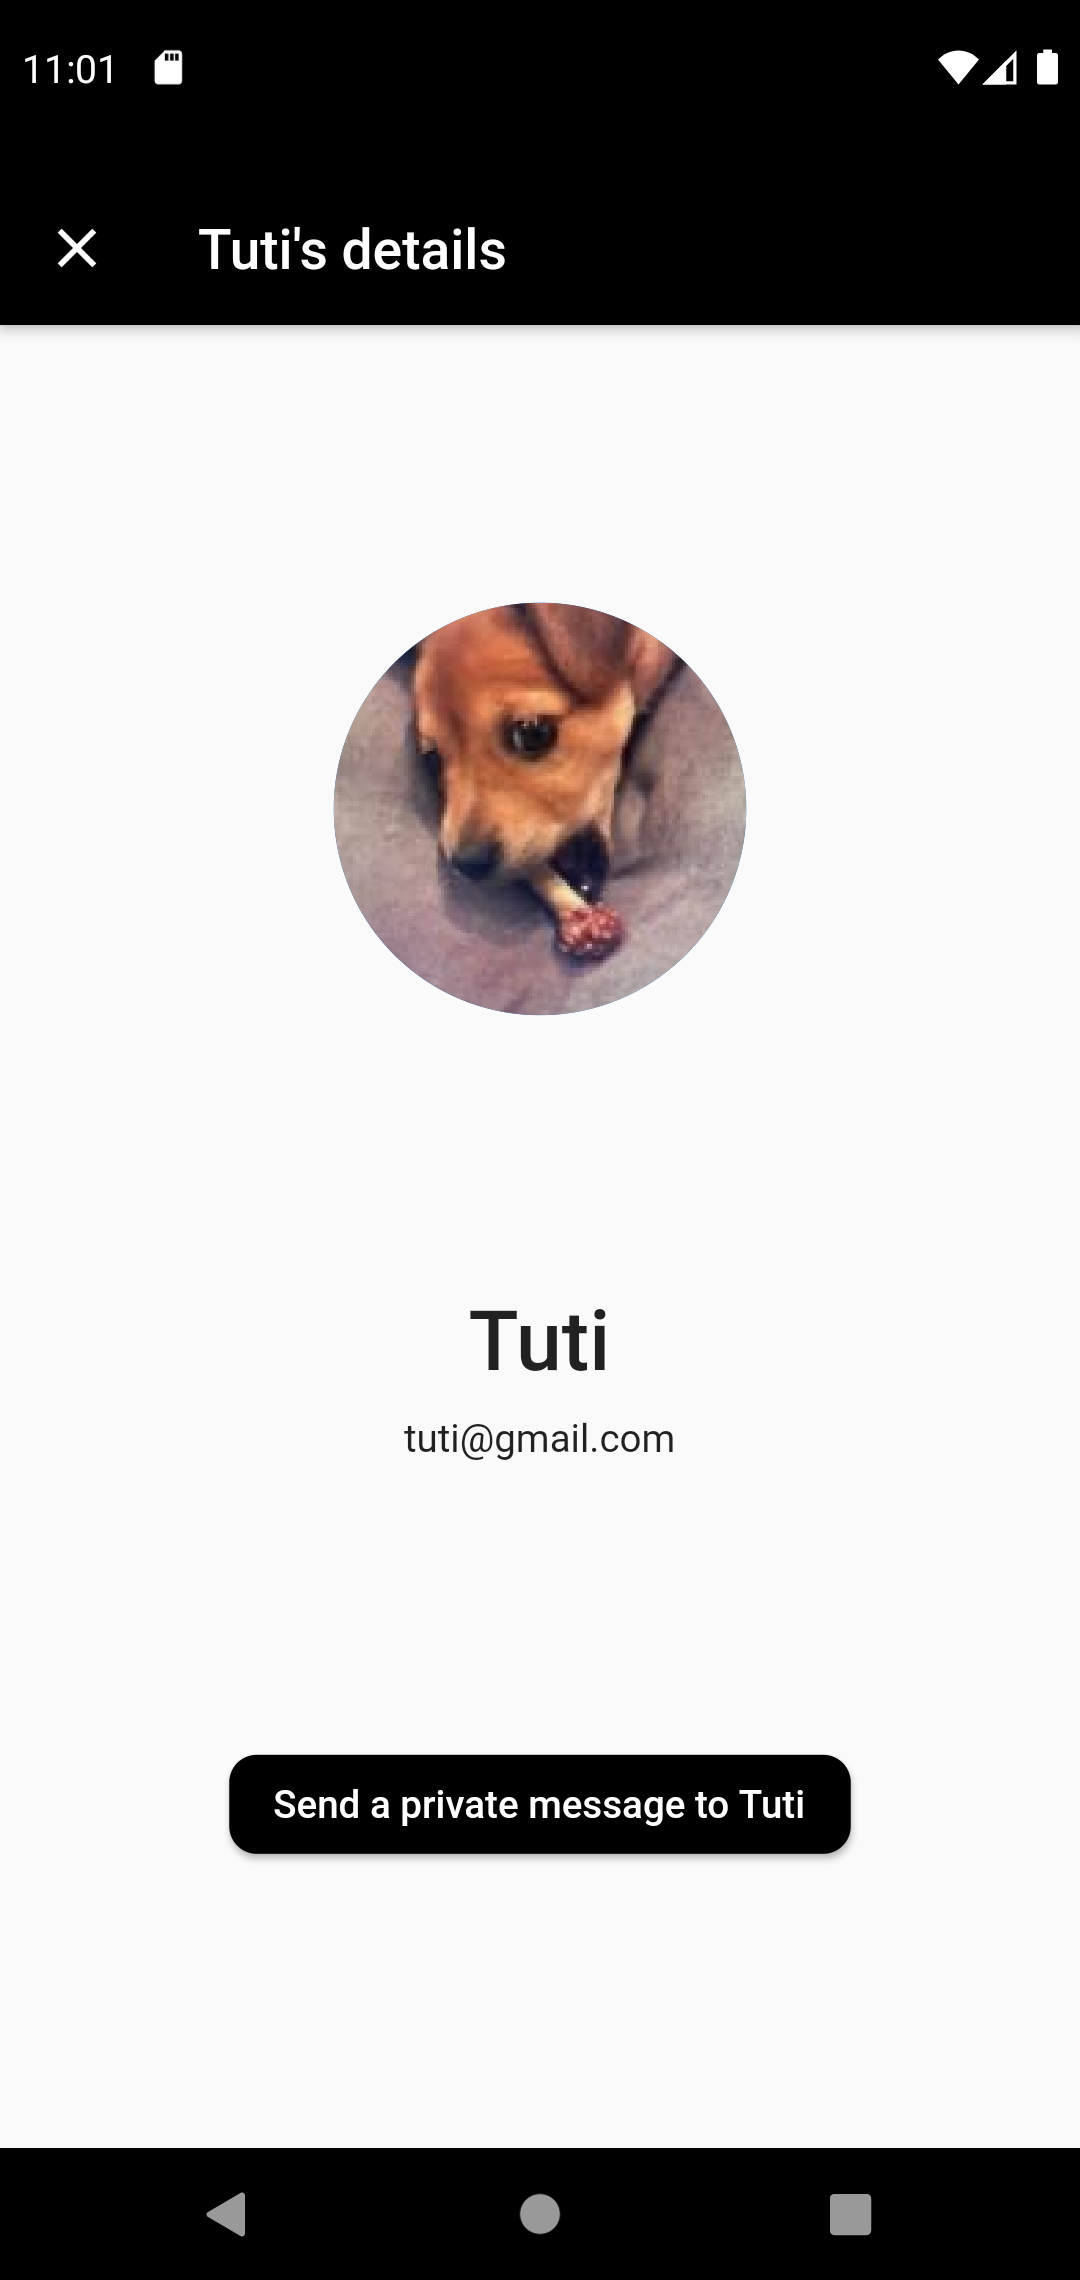 11:01
Tuti's details
Tuti
tuti@gmail.com
Send a private message to Tuti